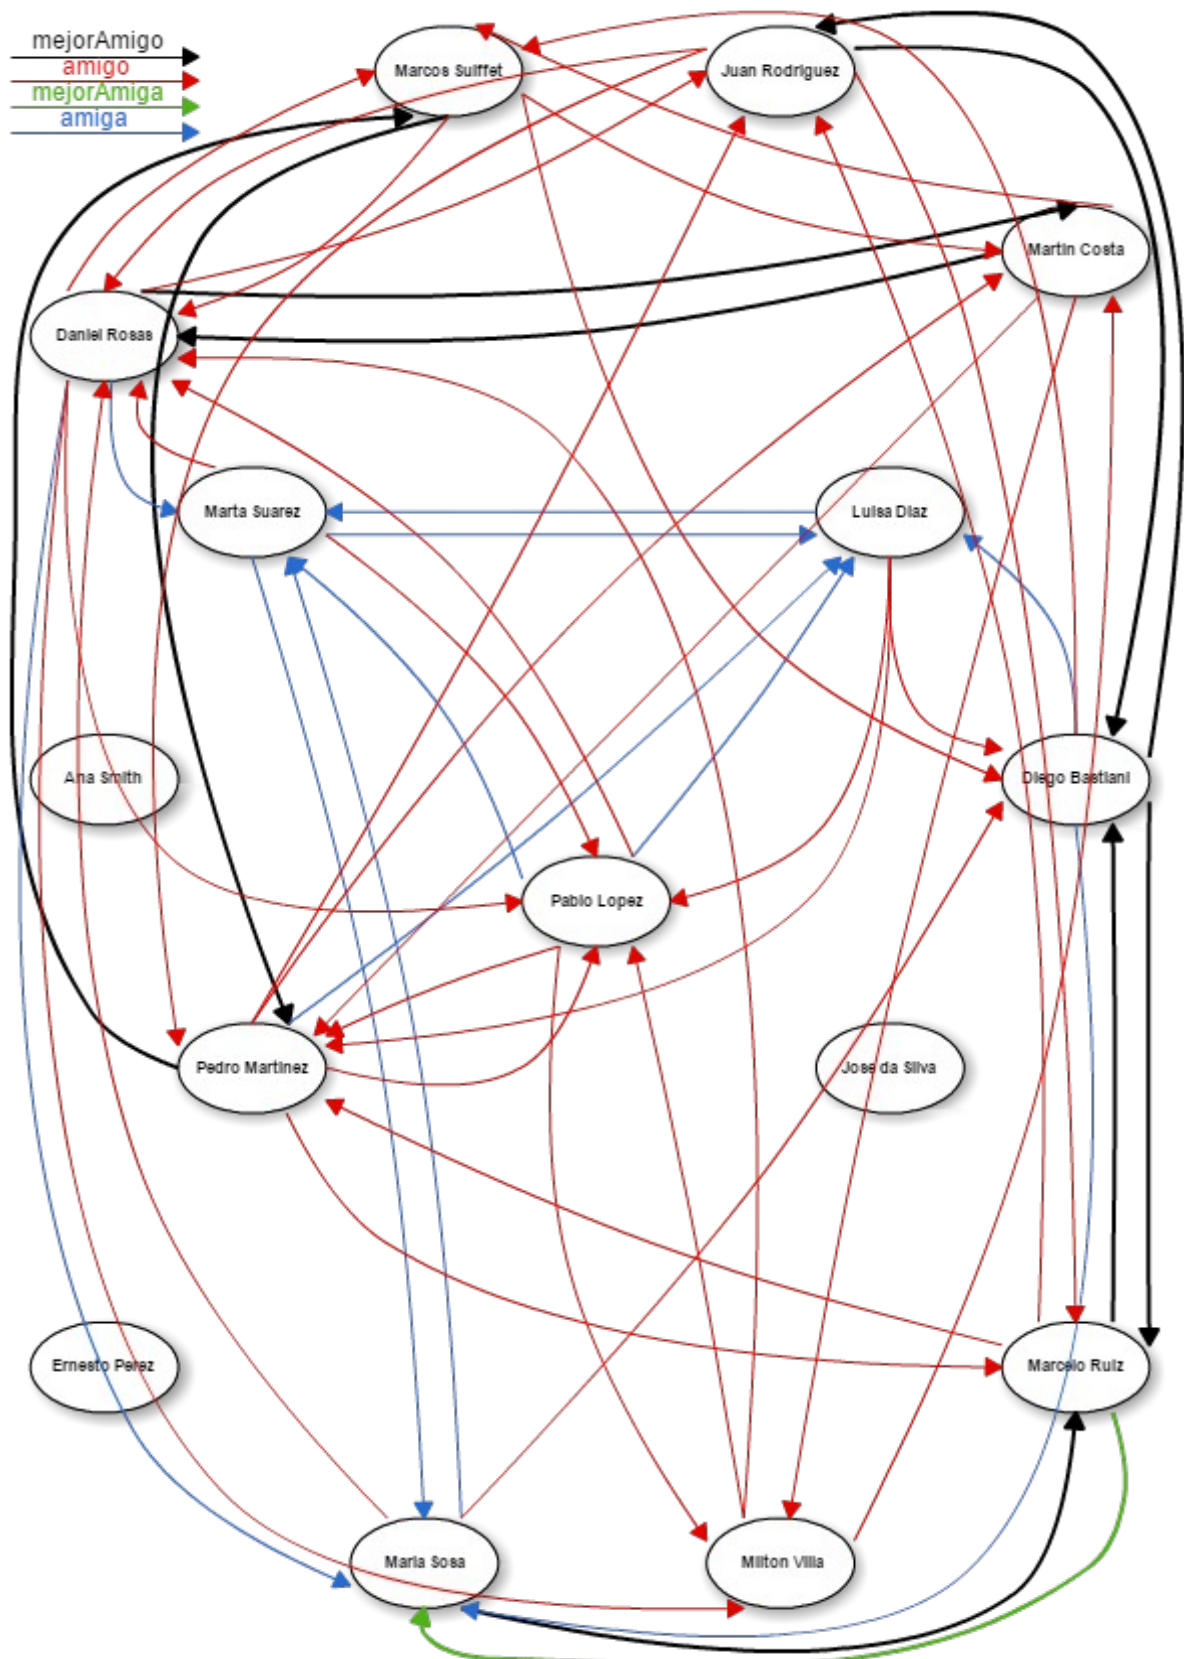 mejorAmigo
amigo
mejorAmiga
amiga
Marcos Suiffet
Juan Rodriguez
Martin Costa
Daniel Rosas
Marta Suarez
Luisa Diaz
Ana Smith
Diego Bastiani
Pablo Lopez
Pedro Martinez
Jose da Silva
Ernesto Perez
Marcelo Ruiz
Maria Sosa
Milton Villa